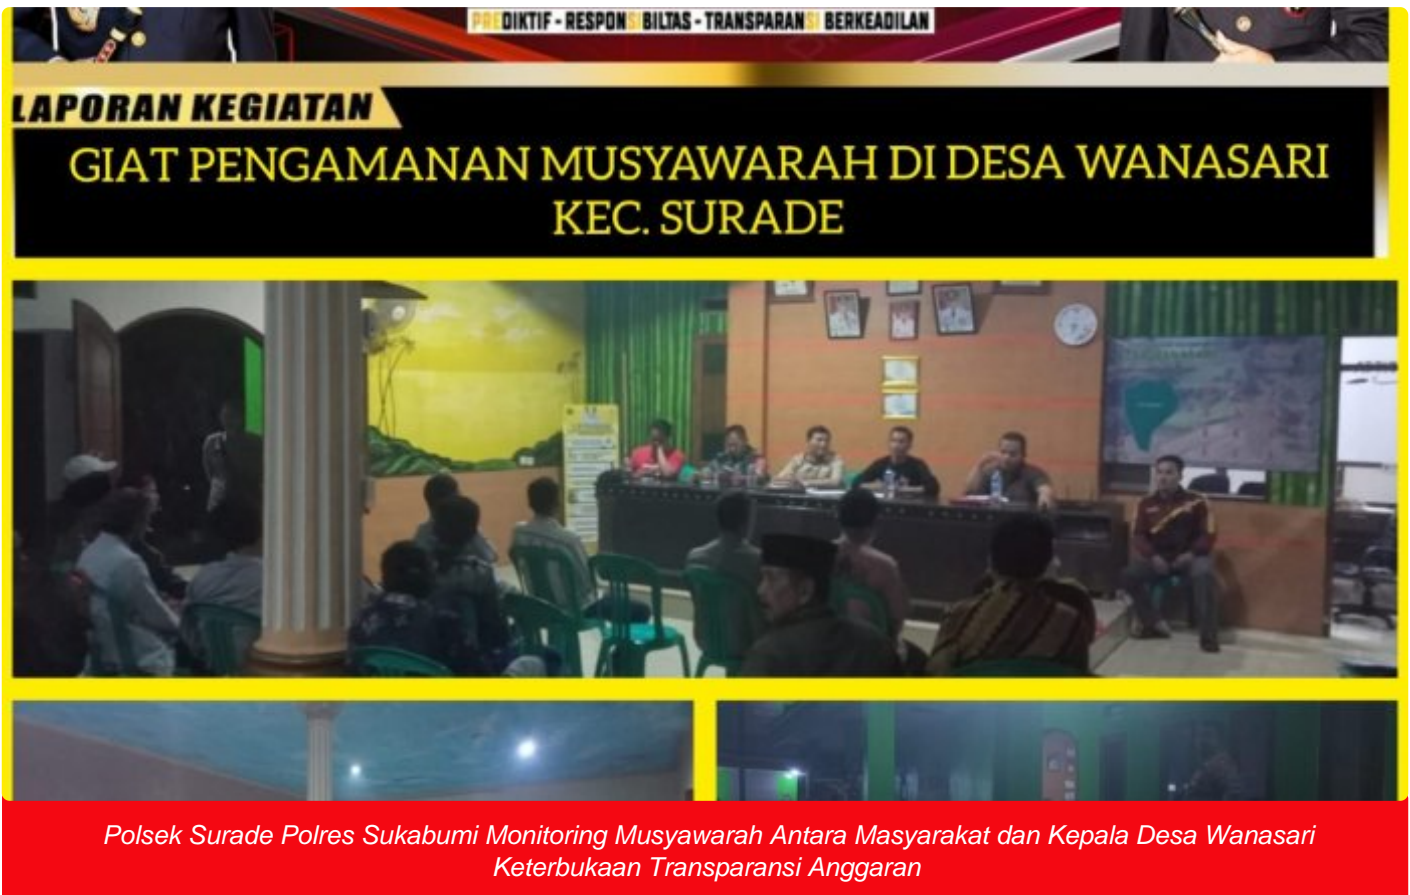 PREDIKTIF - RESPONSIBILTAS - TRANSPARANSI BERKEADILAN
LAPORAN KEGIATAN
GIAT PENGAMANAN MUSYAWARAH DI DESA WANASARI
KEC. SURADE
Polsek Surade Polres Sukabumi Monitoring Musyawarah Antara Masyarakat dan Kepala Desa Wanasari
Keterbukaan Transparansi Anggaran